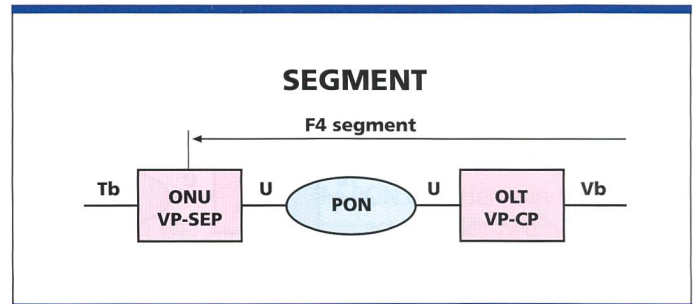 SEGMENT
F4 segment
Tb
ONU
VP-SEP
U
PON
U
OLT
VP-CP
Vb